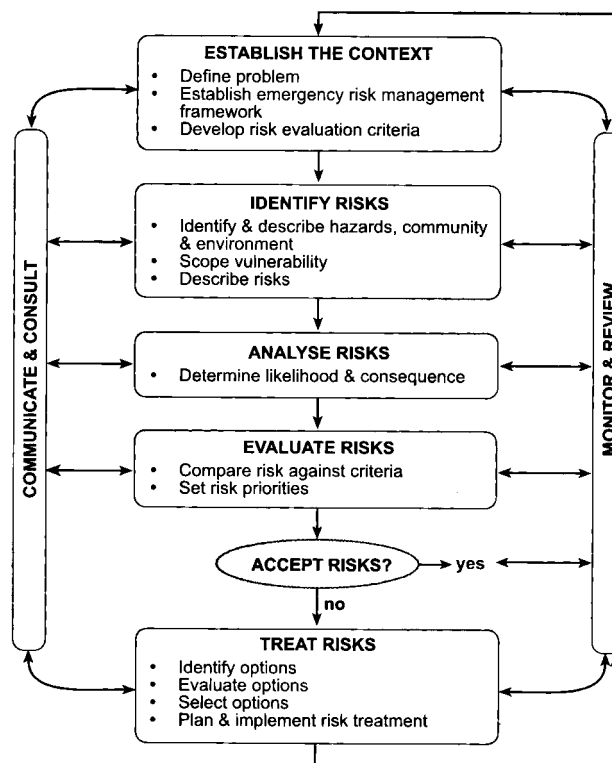 ESTABLISH THE CONTEXT
• Define problem
• Establish emergency risk management
framework
• Develop risk evaluation criteria
IDENTIFY RISKS
• Identify & describe hazards, community
& environment
• Scope vulnerability
• Describe risks
ANALYSE RISKS
• Determine likelihood & consequence
EVALUATE RISKS
• Compare risk against criteria
• Set risk priorities
ACCEPT RISKS?
yes
no
TREAT RISKS
• Identify options
• Evaluate options
• Select options
• Plan & implement risk treatment
COMMUNICATE & CONSULT
MONITOR & REVIEW